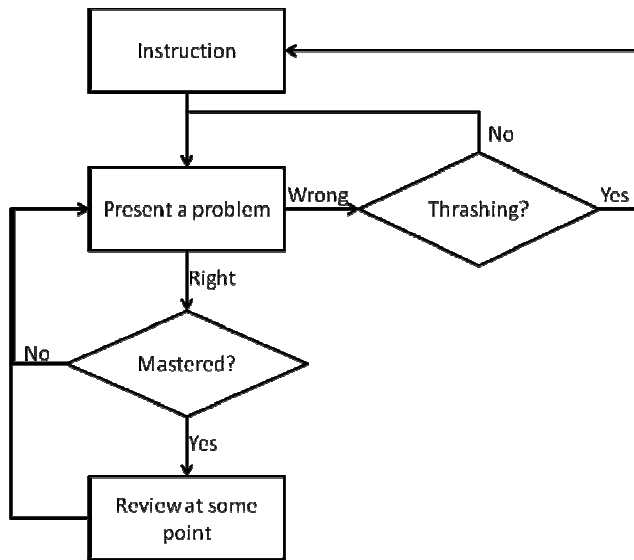 Instruction
No
Present a problem
Wrong
Thrashing?
Yes
Right
No
Mastered?
Yes
Review at some
point